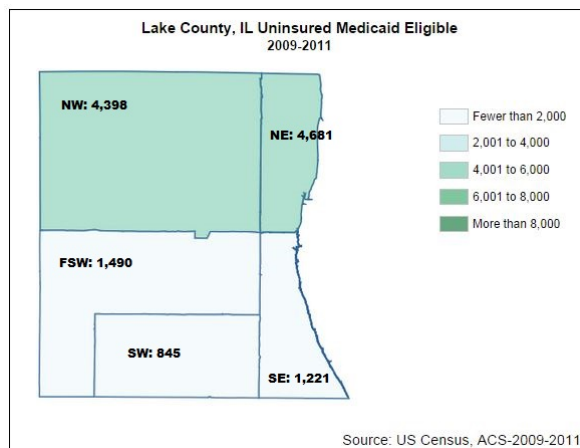 Lake County, IL Uninsured Medicaid Eligible
2009-2011
NW: 4,398
NE: 4,681
FSW: 1,490
SW: 845
SE: 1,221
Fewer than 2,000
2,001 to 4,000
4,001 to 6,000
6,001 to 8,000
More than 8,000
Source: US Census, ACS-2009-2011